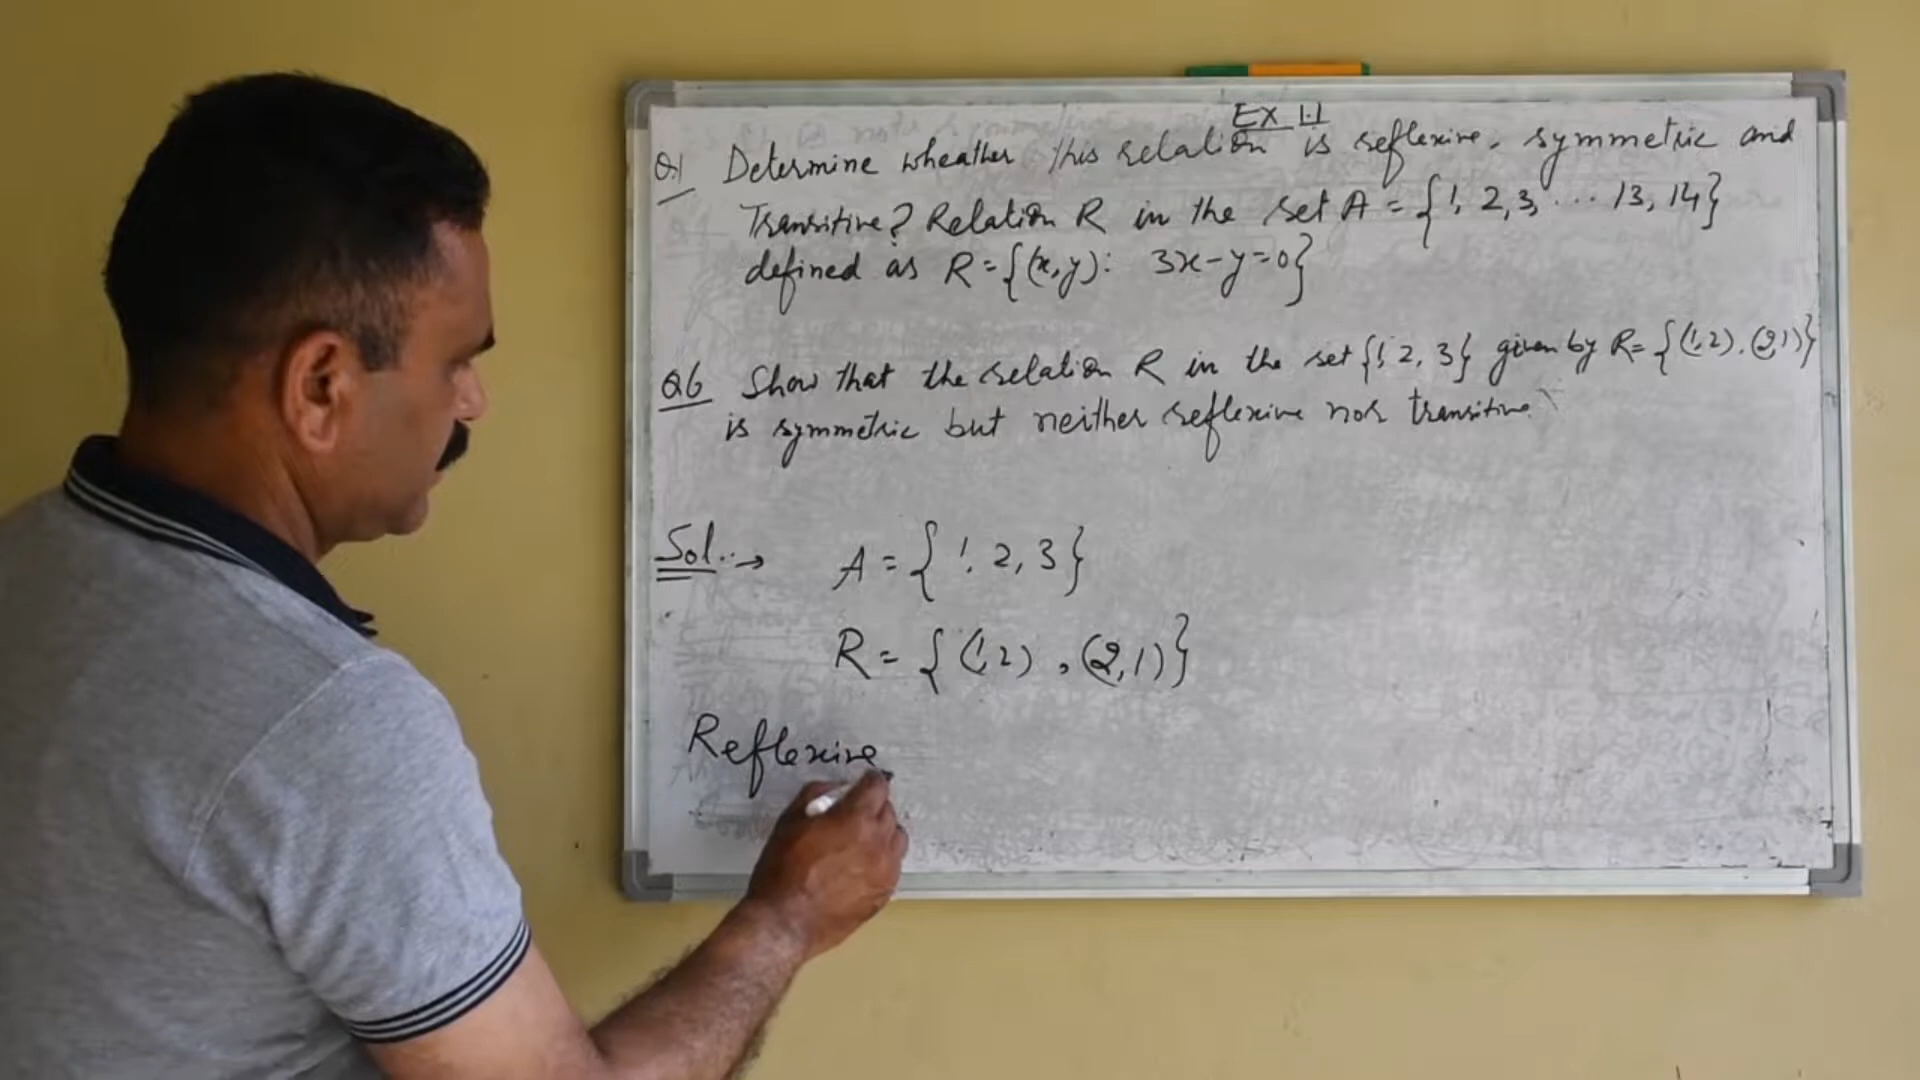 Ex 1.1
Q.1 Determine wheather this relation is reflexive, symmetric and
Transitive? Relation R in the set A = {1, 2, 3, ... 13, 14}
defined as R = {(x, y): 3x-y=0}
Q.6 Show that the relation R in the set {1, 2, 3} given by R= {(1,2), (2,1)}
is symmetric but neither reflexive nor transitive.
Sol. :→ A = {1, 2, 3}
R = {(1,2), (2,1)}
Reflexive